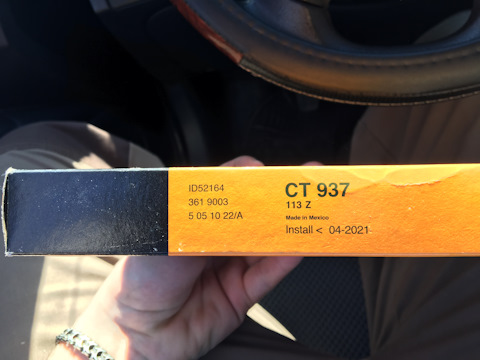 ID52164
361 9003
5 05 10 22/A
CT 937
113 Z
Made in Mexico
Install < 04-2021